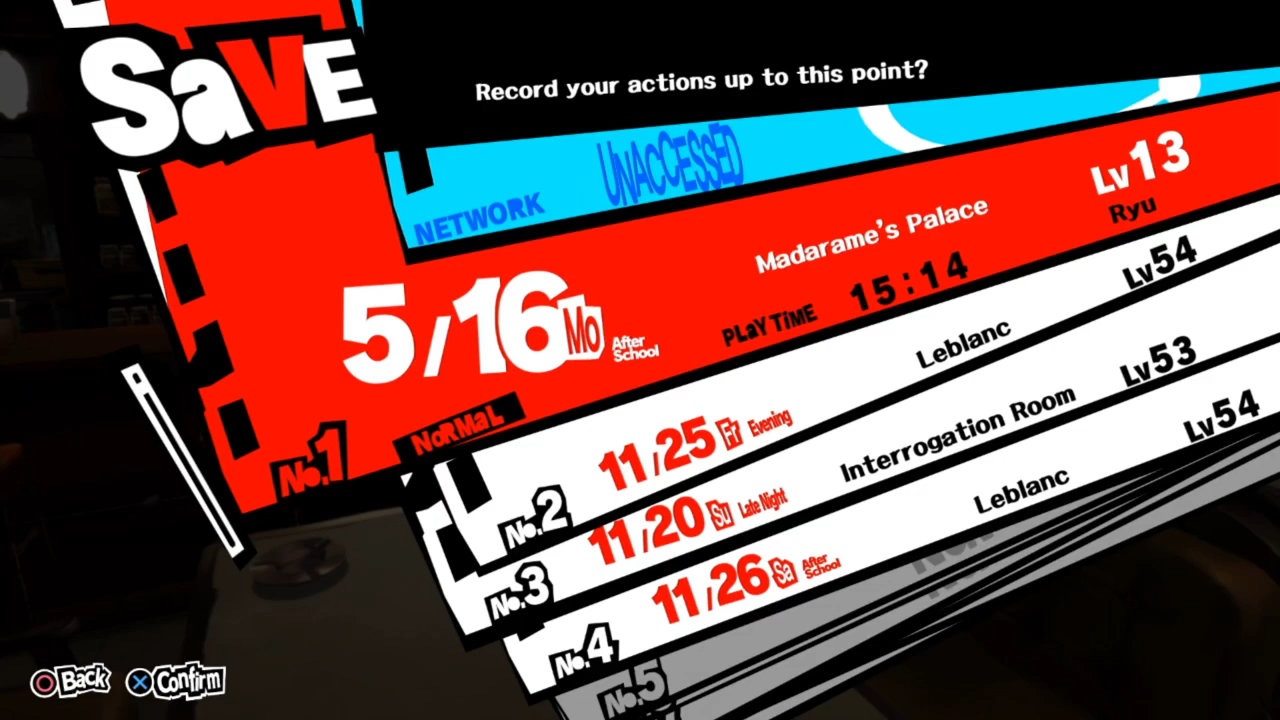 SaVE
Record your actions up to this point?
NETWORK UNACCESSED
Lv13
Madarame's Palace Ryu
5/16 Mo After School PLaY TiME 15:14
No.1 NoRMaL
Lv54
Leblanc
11/25 Fr Evening
No.2
Lv53
Interrogation Room
11/20 Su Late Night
No.3
Lv54
Leblanc
11/26 Sa After School
No.4
No.5
Back Confirm